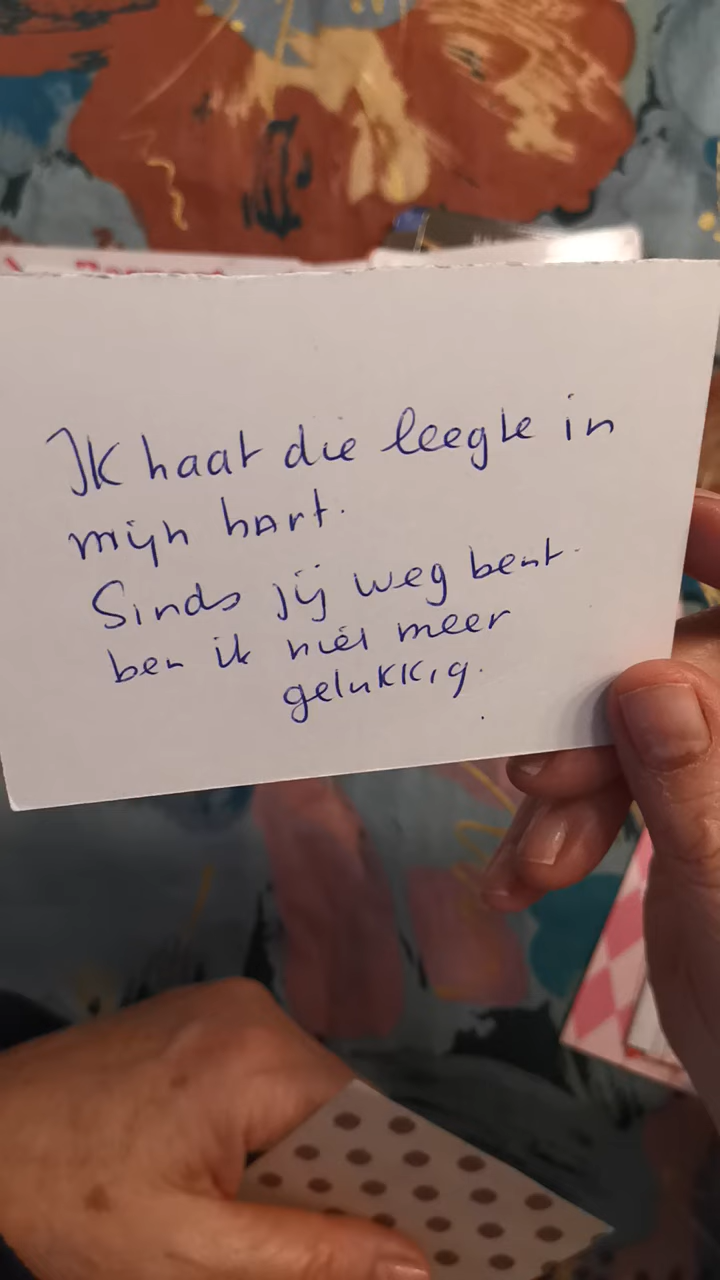 Ik haat die leegte in
mijn hart.
Sinds jij weg bent.
ben ik niet meer
gelukkig.